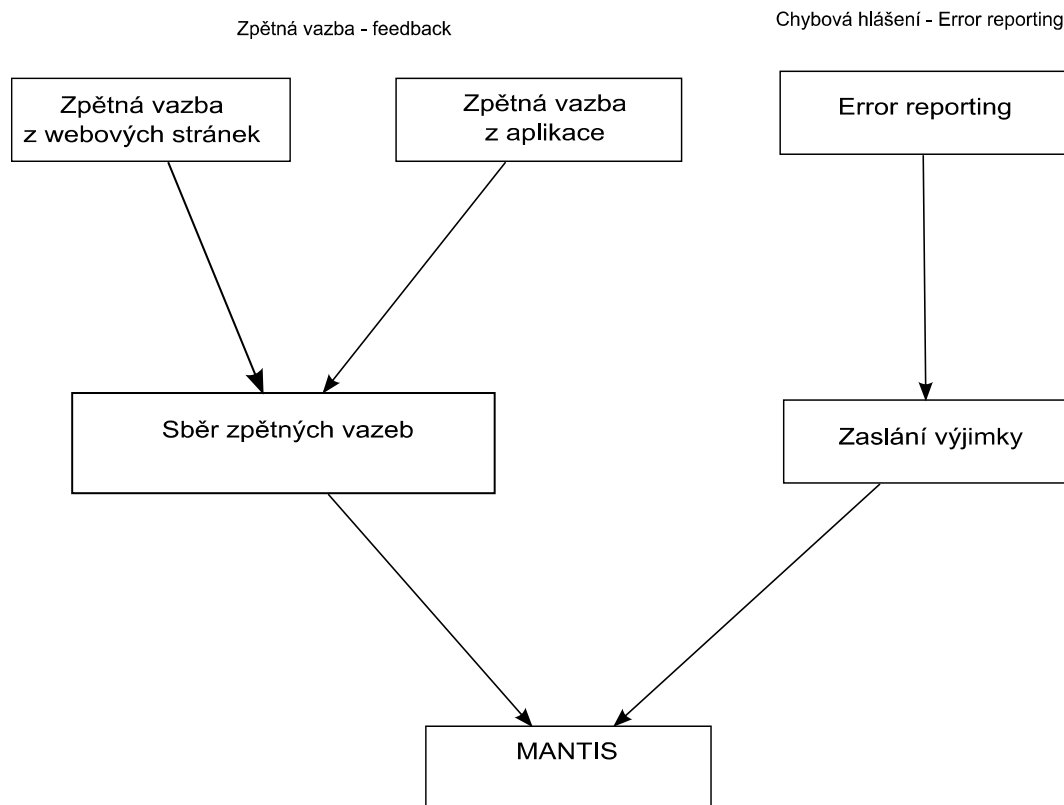 Zpětná vazba - feedback
Chybová hlášení - Error reporting
Zpětná vazba
z webových stránek
Zpětná vazba
z aplikace
Error reporting
Sběr zpětných vazeb
Zaslání výjimky
MANTIS